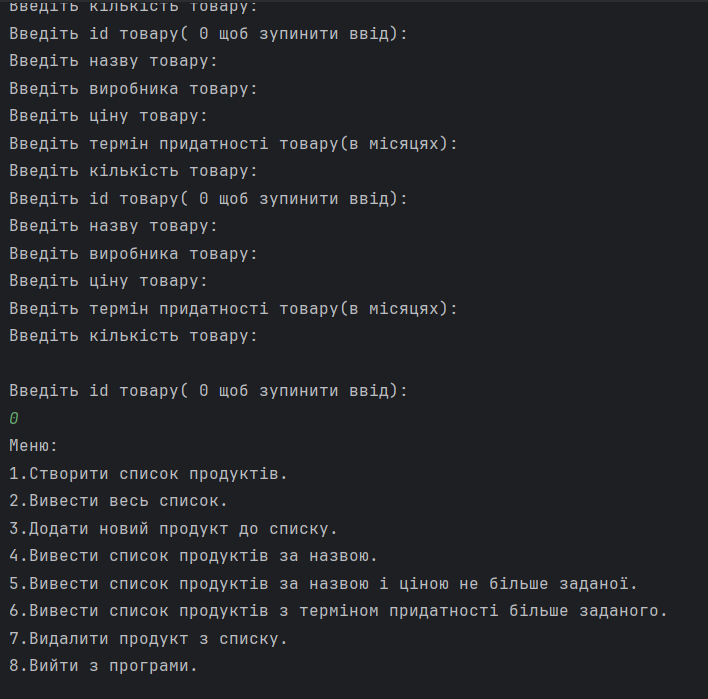 Введіть кількість товару:
Введіть id товару( 0 щоб зупинити ввід):
Введіть назву товару:
Введіть виробника товару:
Введіть ціну товару:
Введіть термін придатності товару(в місяцях):
Введіть кількість товару:
Введіть id товару( 0 щоб зупинити ввід):
Введіть назву товару:
Введіть виробника товару:
Введіть ціну товару:
Введіть термін придатності товару(в місяцях):
Введіть кількість товару:
Введіть id товару( 0 щоб зупинити ввід):
0
Меню:
1.Створити список продуктів.
2.Вивести весь список.
3.Додати новий продукт до списку.
4.Вивести список продуктів за назвою.
5.Вивести список продуктів за назвою і ціною не більше заданої.
6.Вивести список продуктів з терміном придатності більше заданого.
7.Видалити продукт з списку.
8.Вийти з програми.